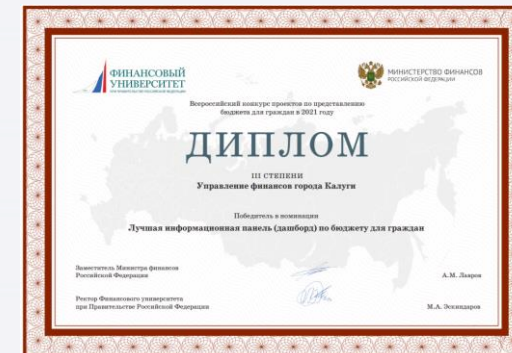 ФИНАНСОВЫЙ
УНИВЕРСИТЕТ
МИНИСТЕРСТВО ФИНАНСОВ
РОССИЙСКОЙ ФЕДЕРАЦИИ
Всероссийский конкурс проектов по представлению
бюджета для граждан в 2021 году
ДИПЛОМ
III СТЕПЕНИ
Управление финансов города Калуги
Победитель в номинации
Лучшая информационная панель (дашборд) по бюджету для граждан
Заместитель Министра финансов
Российской Федерации
А.М. Лавров
Ректор Финансового университета
при Правительстве Российской Федерации
М.А. Эскиндаров